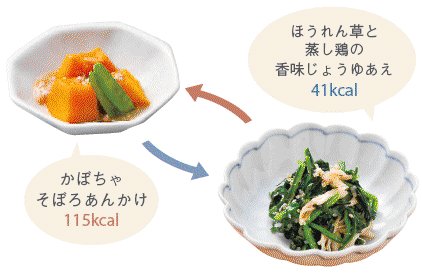 ほうれん草と
蒸し鶏の
香味じょうゆあえ
41kcal
かぼちゃ
そぼろあんかけ
115kcal